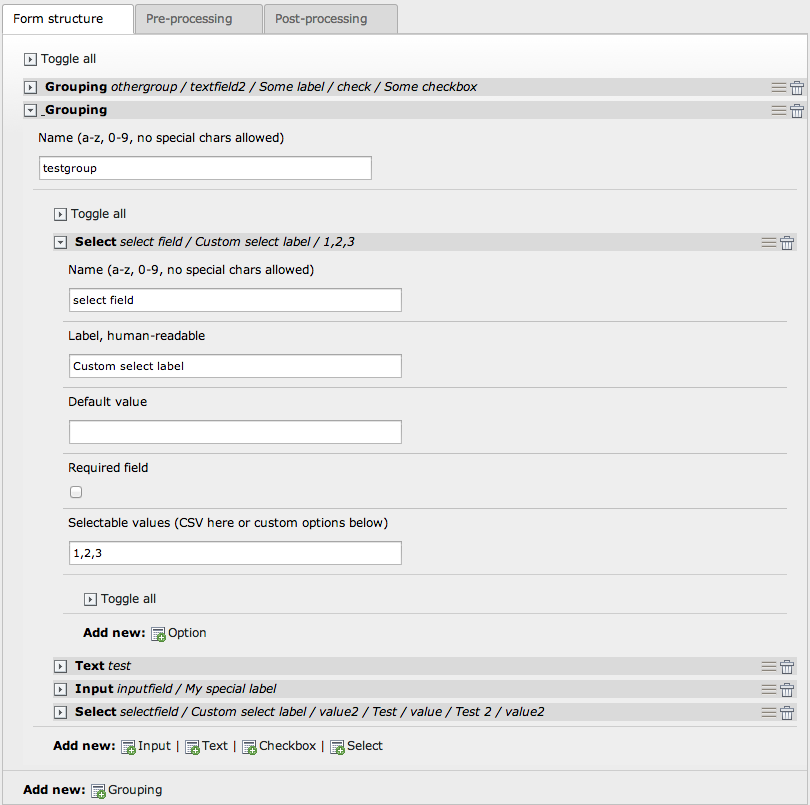 Form structure Pre-processing Post-processing
Toggle all
Grouping othergroup / textfield2 / Some label / check / Some checkbox
Grouping
Name (a-z, 0-9, no special chars allowed)
testgroup
Toggle all
Select select field / Custom select label / 1,2,3
Name (a-z, 0-9, no special chars allowed)
select field
Label, human-readable
Custom select label
Default value
Required field
Selectable values (CSV here or custom options below)
1,2,3
Toggle all
Add new: Option
Text test
Input inputfield / My special label
Select selectfield / Custom select label / value2 / Test / value / Test 2 / value2
Add new: Input | Text | Checkbox | Select
Add new: Grouping